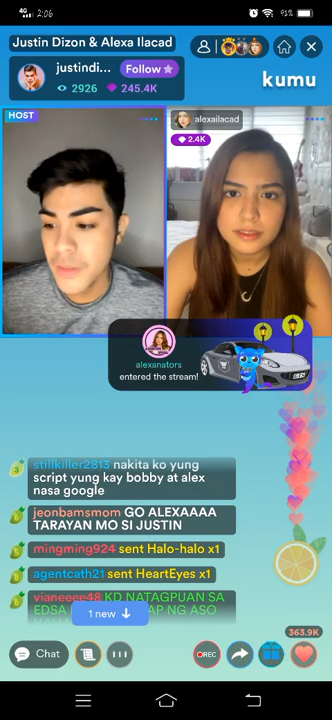 4G 2:06 91%
Justin Dizon & Alexa Ilacad
justindi... Follow
2926 245.4K
kumu
HOST
alexailacad
2.4K
alexanators
entered the stream!
stillkiller2813 nakita ko yung
script yung kay bobby at alex
nasa google
jeonbamsmom GO ALEXAAAA
TARAYAN MO SI JUSTIN
mingming924 sent Halo-halo x1
agentcath21 sent HeartEyes x1
KD NATAGPUAN SA
EDSA
AP NG ASO
1 new
363.9K
Chat
REC